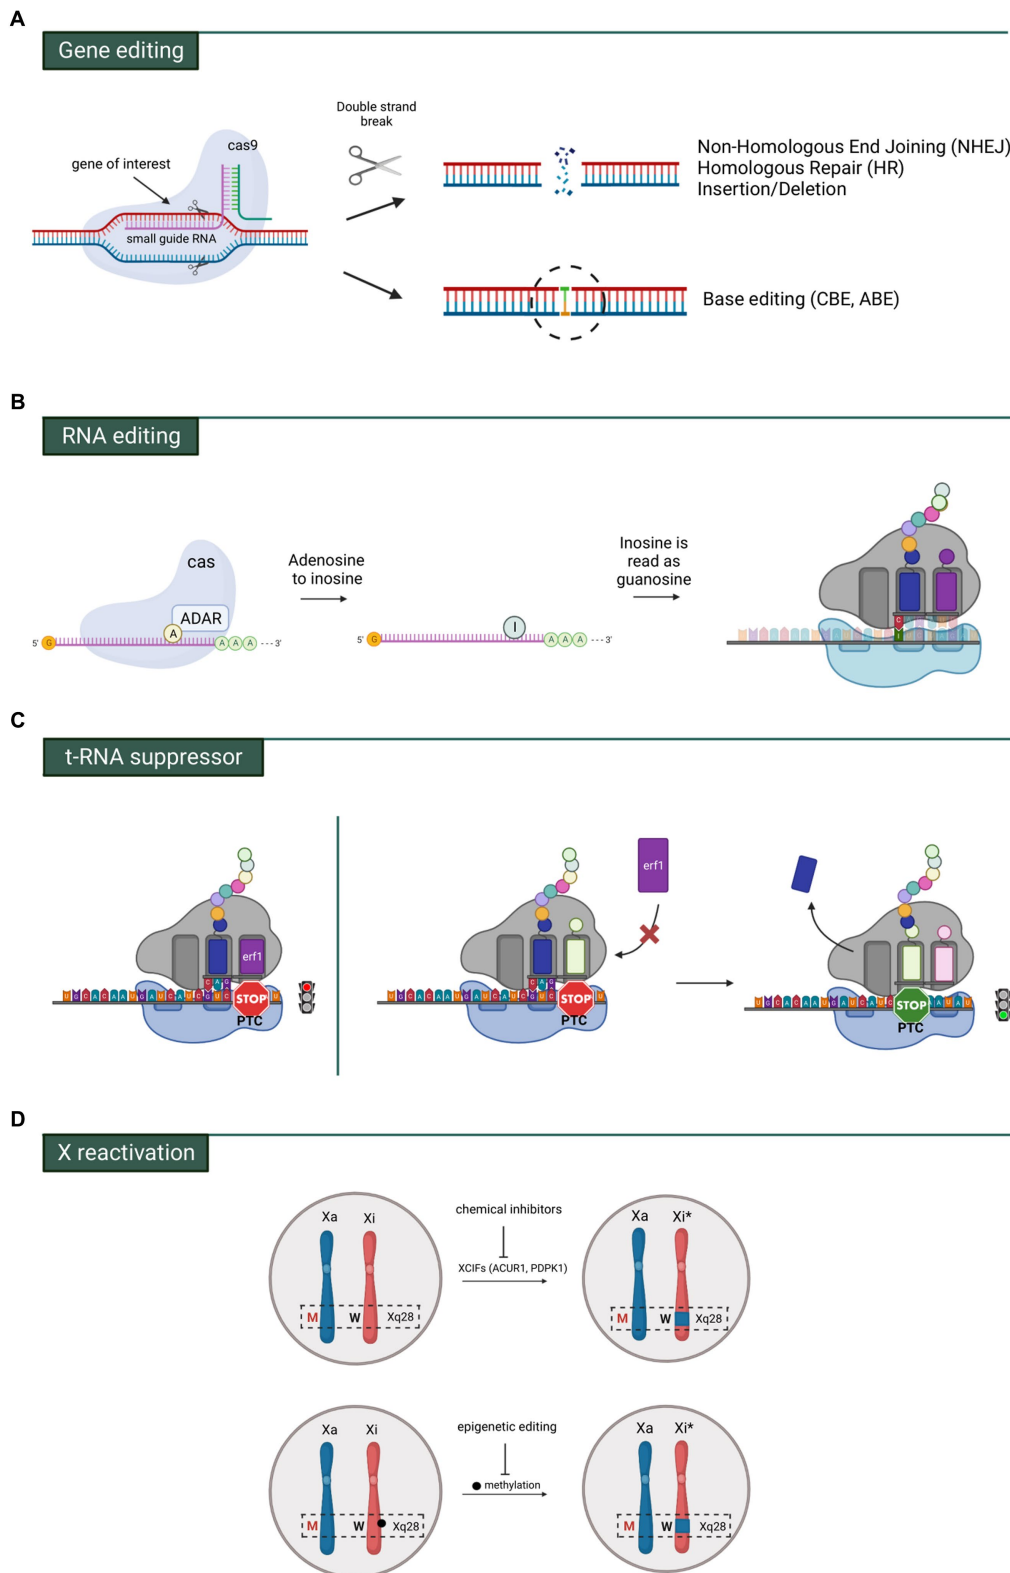 A
Gene editing
Double strand
break
cas9
gene of interest
small guide RNA
Non-Homologous End Joining (NHEJ)
Homologous Repair (HR)
Insertion/Deletion
Base editing (CBE, ABE)
B
RNA editing
cas
ADAR
A
5' G
A A A
3'
Adenosine
to inosine
I
5' G
A A A
3'
Inosine is
read as
guanosine
C
I
C
t-RNA suppressor
erf1
C A G
U G C A C A A U G A U C A U C G U C
STOP
U
PTC
erf1
C A G
U G C A C A A U G A U C A U C G U C
STOP
U
PTC
U G C A C A A U G A U C A U C
STOP
A U A U
PTC
D
X reactivation
Xa Xi
M W Xq28
chemical inhibitors
XCIFs (ACUR1, PDPK1)
Xa Xi*
M W Xq28
Xa Xi
M W Xq28
epigenetic editing
methylation
Xa Xi*
M W Xq28